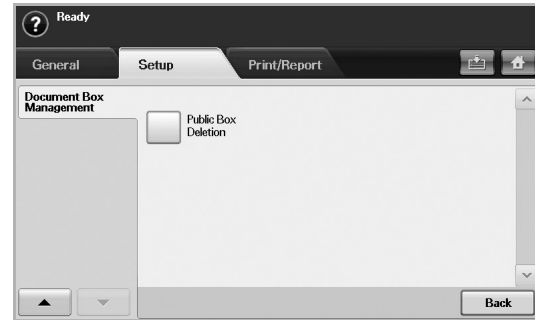 ? Ready
General Setup Print/Report
Document Box
Management
Public Box
Deletion
Back